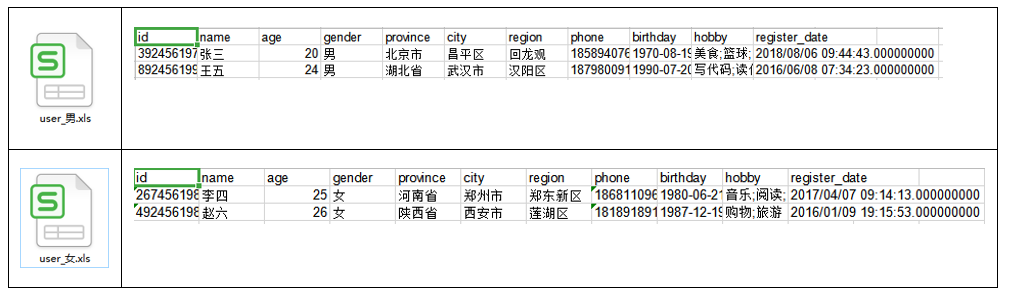 id name age gender province city region phone birthday hobby register_date
392456197 张三 20 男 北京市 昌平区 回龙观 185894076 1970-08-19 美食;篮球; 2018/08/06 09:44:43.000000000
892456199 王五 24 男 湖北省 武汉市 汉阳区 187980091 1990-07-20 写代码;读 2016/06/08 07:34:23.000000000
user_男.xls
id name age gender province city region phone birthday hobby register_date
267456198 李四 25 女 河南省 郑州市 郑东新区 186811096 1980-06-21 音乐;阅读; 2017/04/07 09:14:13.000000000
492456198 赵六 26 女 陕西省 西安市 莲湖区 181891891 1987-12-19 购物;旅游 2016/01/09 19:15:53.000000000
user_女.xls